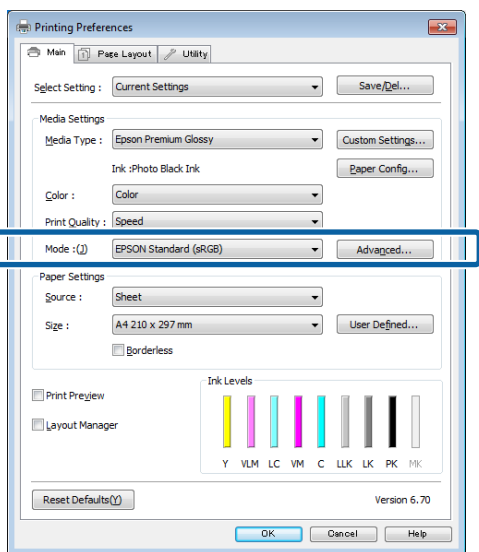 Printing Preferences
Main Page Layout Utility
Select Setting : Current Settings Save/Del...
Media Settings
Media Type : Epson Premium Glossy Custom Settings...
Ink :Photo Black Ink Paper Config...
Color : Color
Print Quality : Speed
Mode :(J) EPSON Standard (sRGB) Advanced...
Paper Settings
Source : Sheet
Size : A4 210 x 297 mm User Defined...
Borderless
Ink Levels
Print Preview
Layout Manager
Y VLM LC VM C LLK LK PK MK
Reset Defaults(Y) Version 6.70
OK Cancel Help